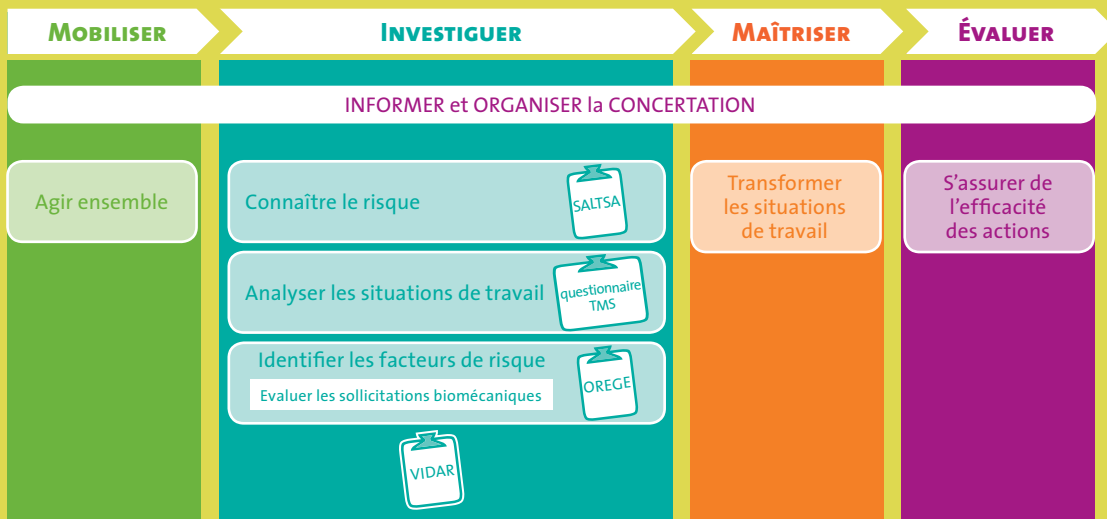 MOBILISER
INVESTIGUER
MAÎTRISER
ÉVALUER
INFORMER et ORGANISER la CONCERTATION
Agir ensemble
Connaître le risque
SALTSA
Analyser les situations de travail
questionnaire
TMS
Identifier les facteurs de risque
Evaluer les sollicitations biomécaniques
OREGE
VIDAR
Transformer
les situations
de travail
S'assurer de
l'efficacité
des actions